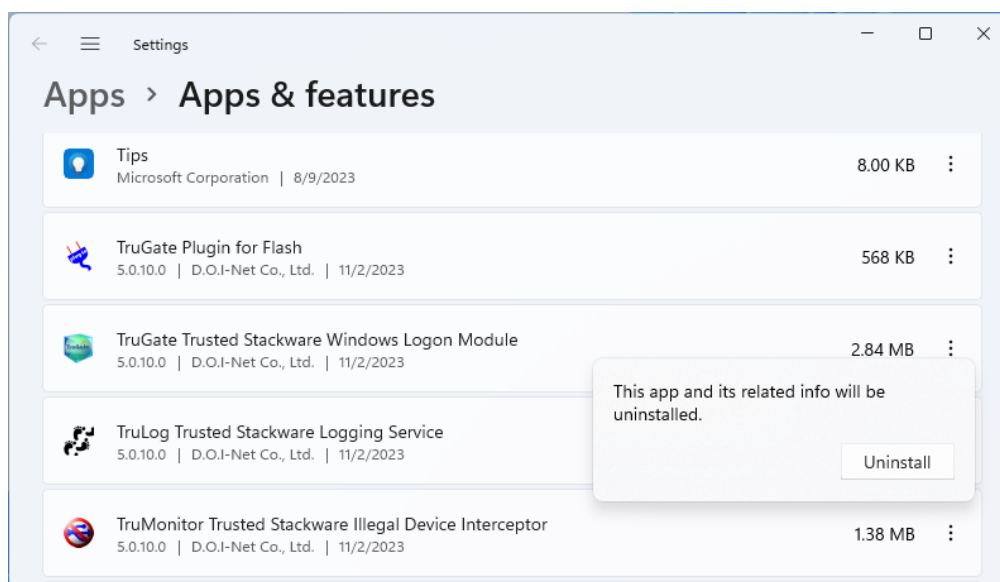 Settings
Apps > Apps & features
Tips
Microsoft Corporation | 8/9/2023
8.00 KB
TruGate Plugin for Flash
5.0.10.0 | D.O.I-Net Co., Ltd. | 11/2/2023
568 KB
TruGate Trusted Stackware Windows Logon Module
5.0.10.0 | D.O.I-Net Co., Ltd. | 11/2/2023
2.84 MB
This app and its related info will be
uninstalled.
Uninstall
TruLog Trusted Stackware Logging Service
5.0.10.0 | D.O.I-Net Co., Ltd. | 11/2/2023
TruMonitor Trusted Stackware Illegal Device Interceptor
5.0.10.0 | D.O.I-Net Co., Ltd. | 11/2/2023
1.38 MB